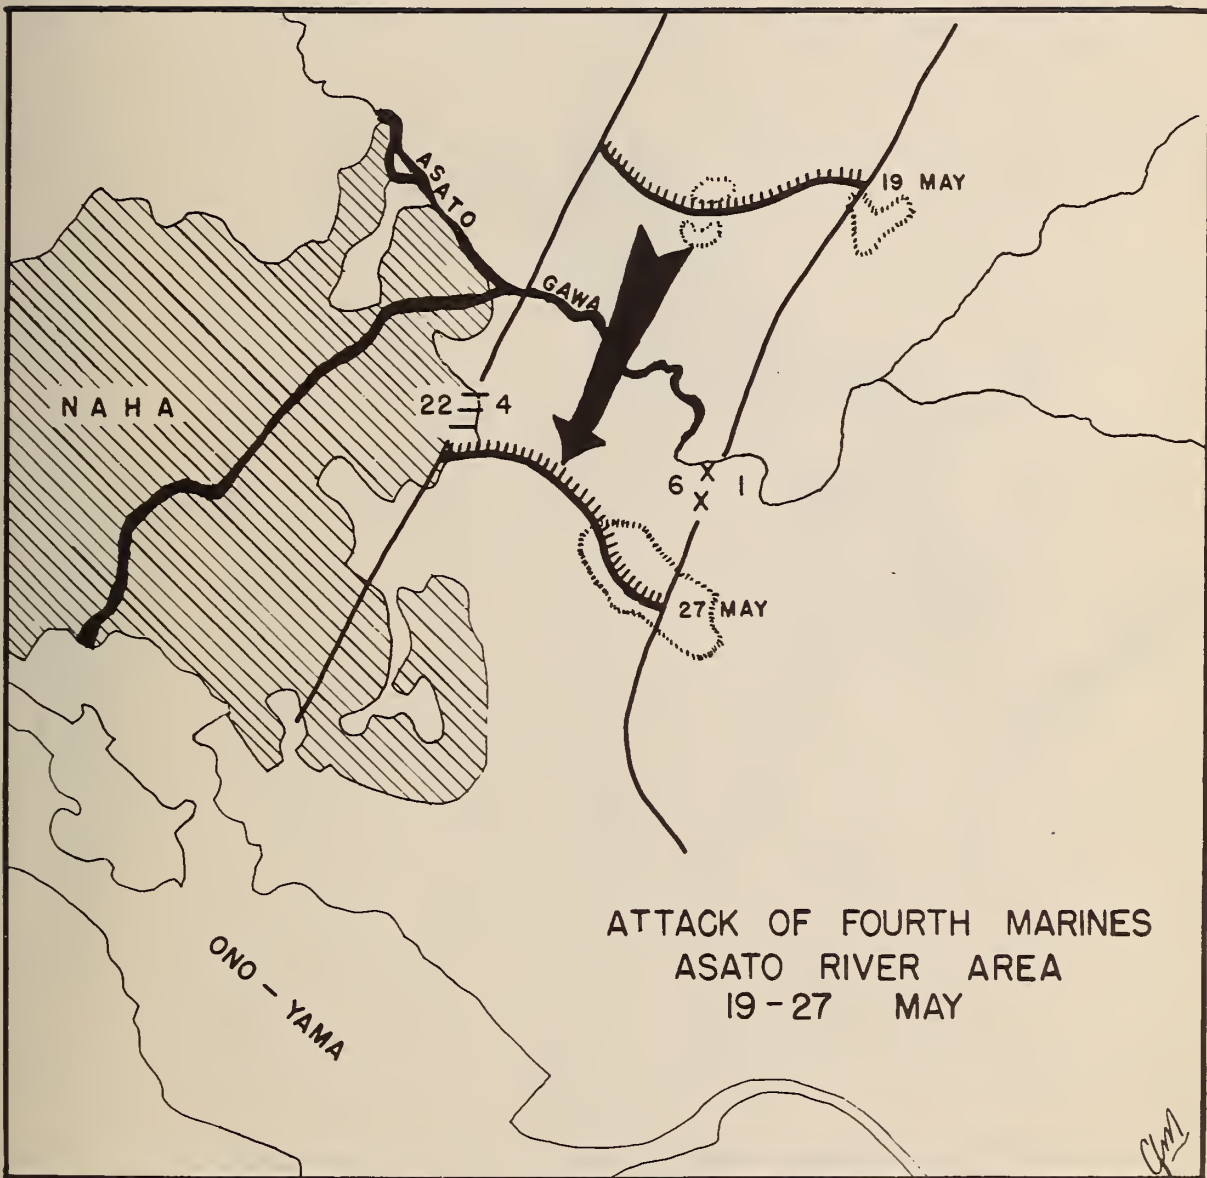 ASATO
GAWA
19 MAY
NAHA
22 4
6 X 1
X
27 MAY
ATTACK OF FOURTH MARINES
ASATO RIVER AREA
19-27 MAY
ONO-YAMA